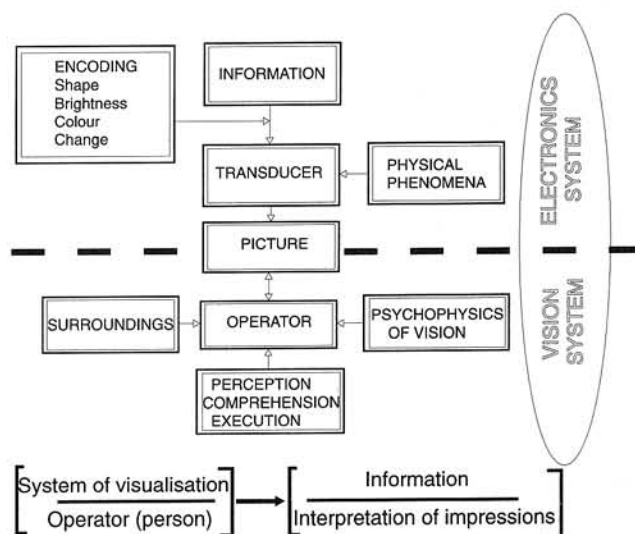 ENCODING
Shape
Brightness
Colour
Change
INFORMATION
TRANSDUCER
PHYSICAL
PHENOMENA
PICTURE
SURROUNDINGS
OPERATOR
PSYCHOPHYSICS
OF VISION
PERCEPTION
COMPREHENSION
EXECUTION
ELECTRONICS
SYSTEM
VISION
SYSTEM
System of visualisation
Operator (person)
Information
Interpretation of impressions